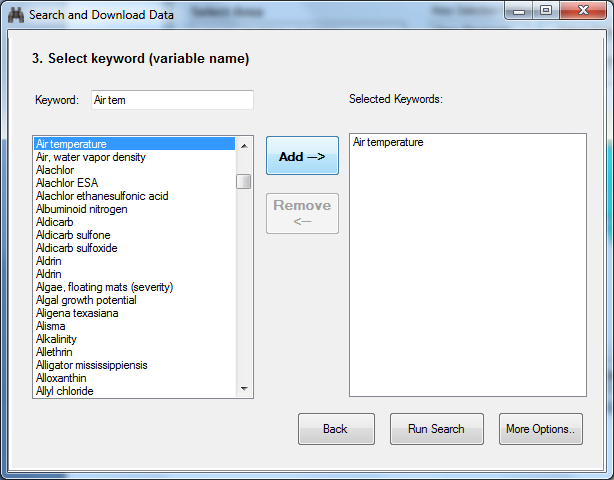 Search and Download Data
Select Area
3. Select keyword (variable name)
Keyword:
Air tem
Selected Keywords:
Air temperature
Air, water vapor density
Alachlor
Alachlor ESA
Alachlor ethanesulfonic acid
Albuminoid nitrogen
Aldicarb
Aldicarb sulfone
Aldicarb sulfoxide
Aldrin
Aldrin
Algae, floating mats (severity)
Algal growth potential
Aligena texasiana
Alisma
Alkalinity
Allethrin
Alligator mississippiensis
Alloxanthin
Allyl chloride
Add -->
Remove
<--
Air temperature
Back
Run Search
More Options..